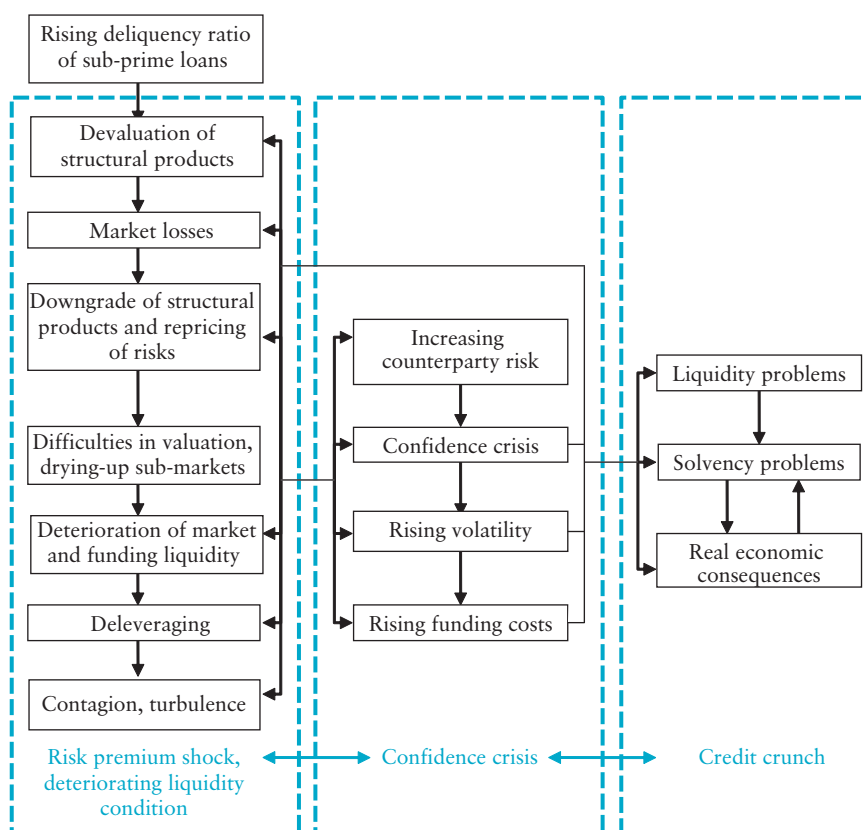 Rising deliquency ratio
of sub-prime loans
Devaluation of
structural products
Market losses
Downgrade of structural
products and repricing
of risks
Difficulties in valuation,
drying-up sub-markets
Deterioration of market
and funding liquidity
Deleveraging
Contagion, turbulence
Risk premium shock,
deteriorating liquidity
condition
Increasing
counterparty risk
Confidence crisis
Rising volatility
Rising funding costs
Confidence crisis
Liquidity problems
Solvency problems
Real economic
consequences
Credit crunch